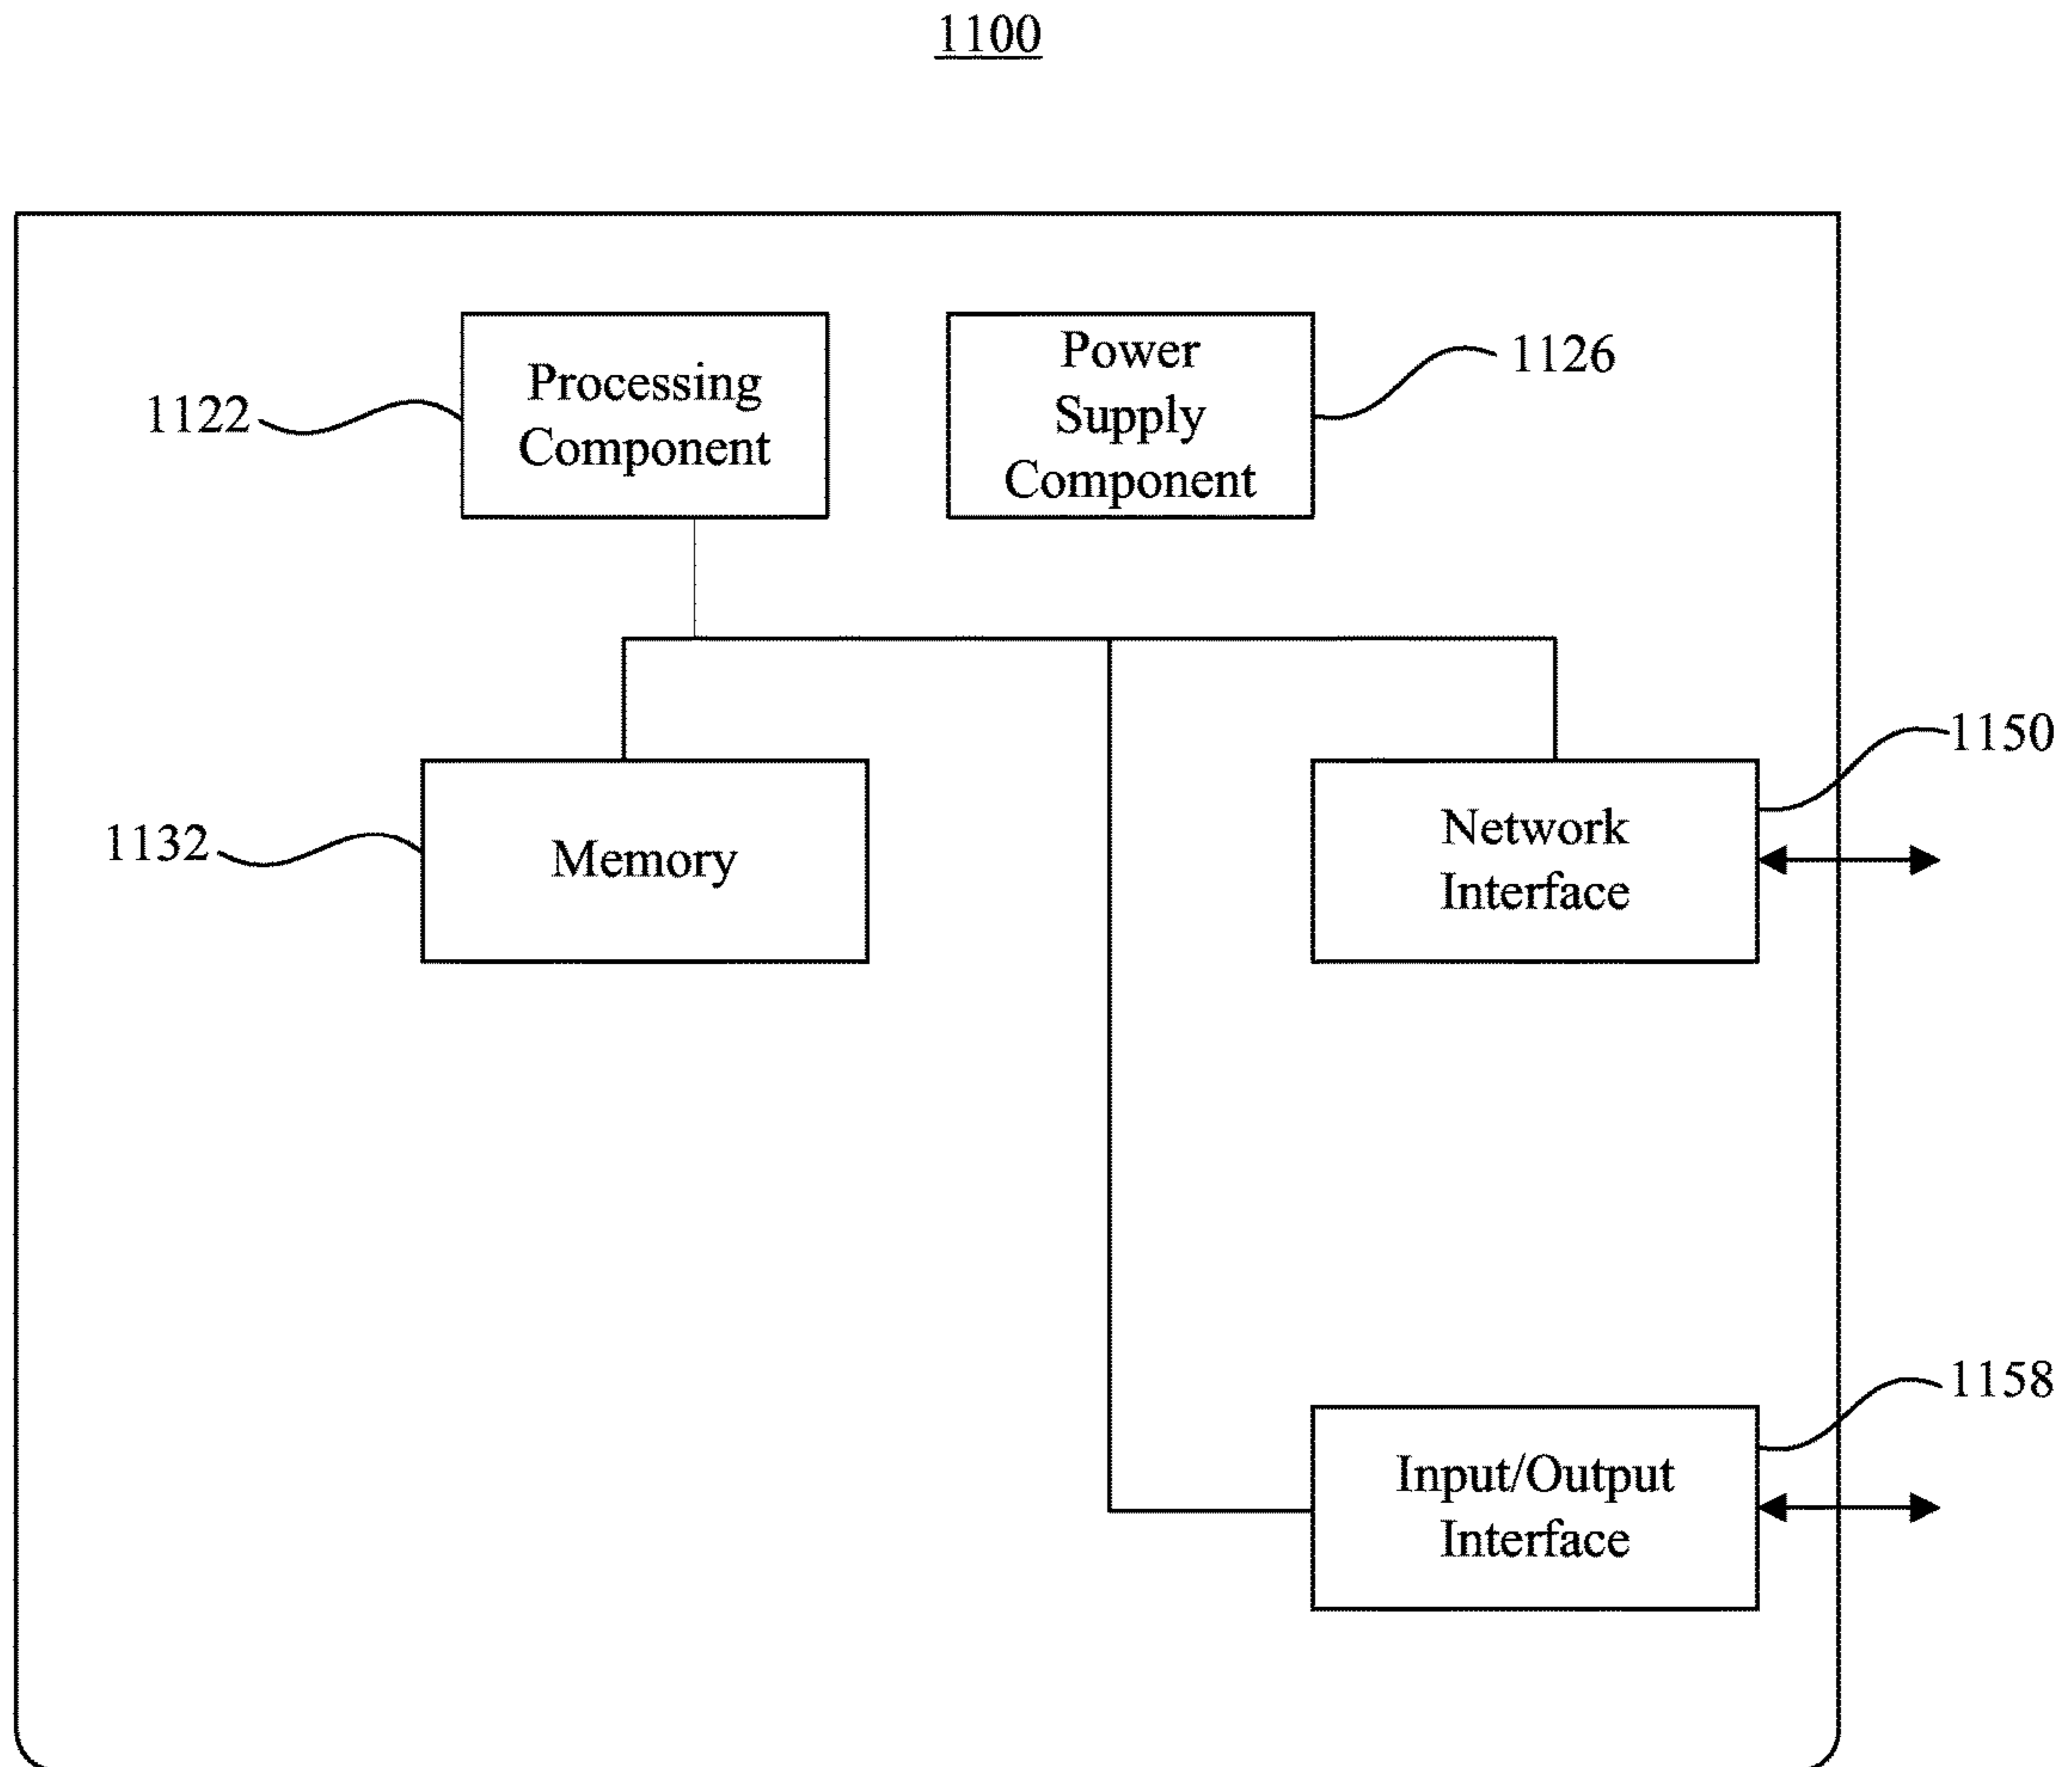 1100
Processing
Component
1122
Power
Supply
Component
1126
Memory
1132
Network
Interface
1150
Input/Output
Interface
1158